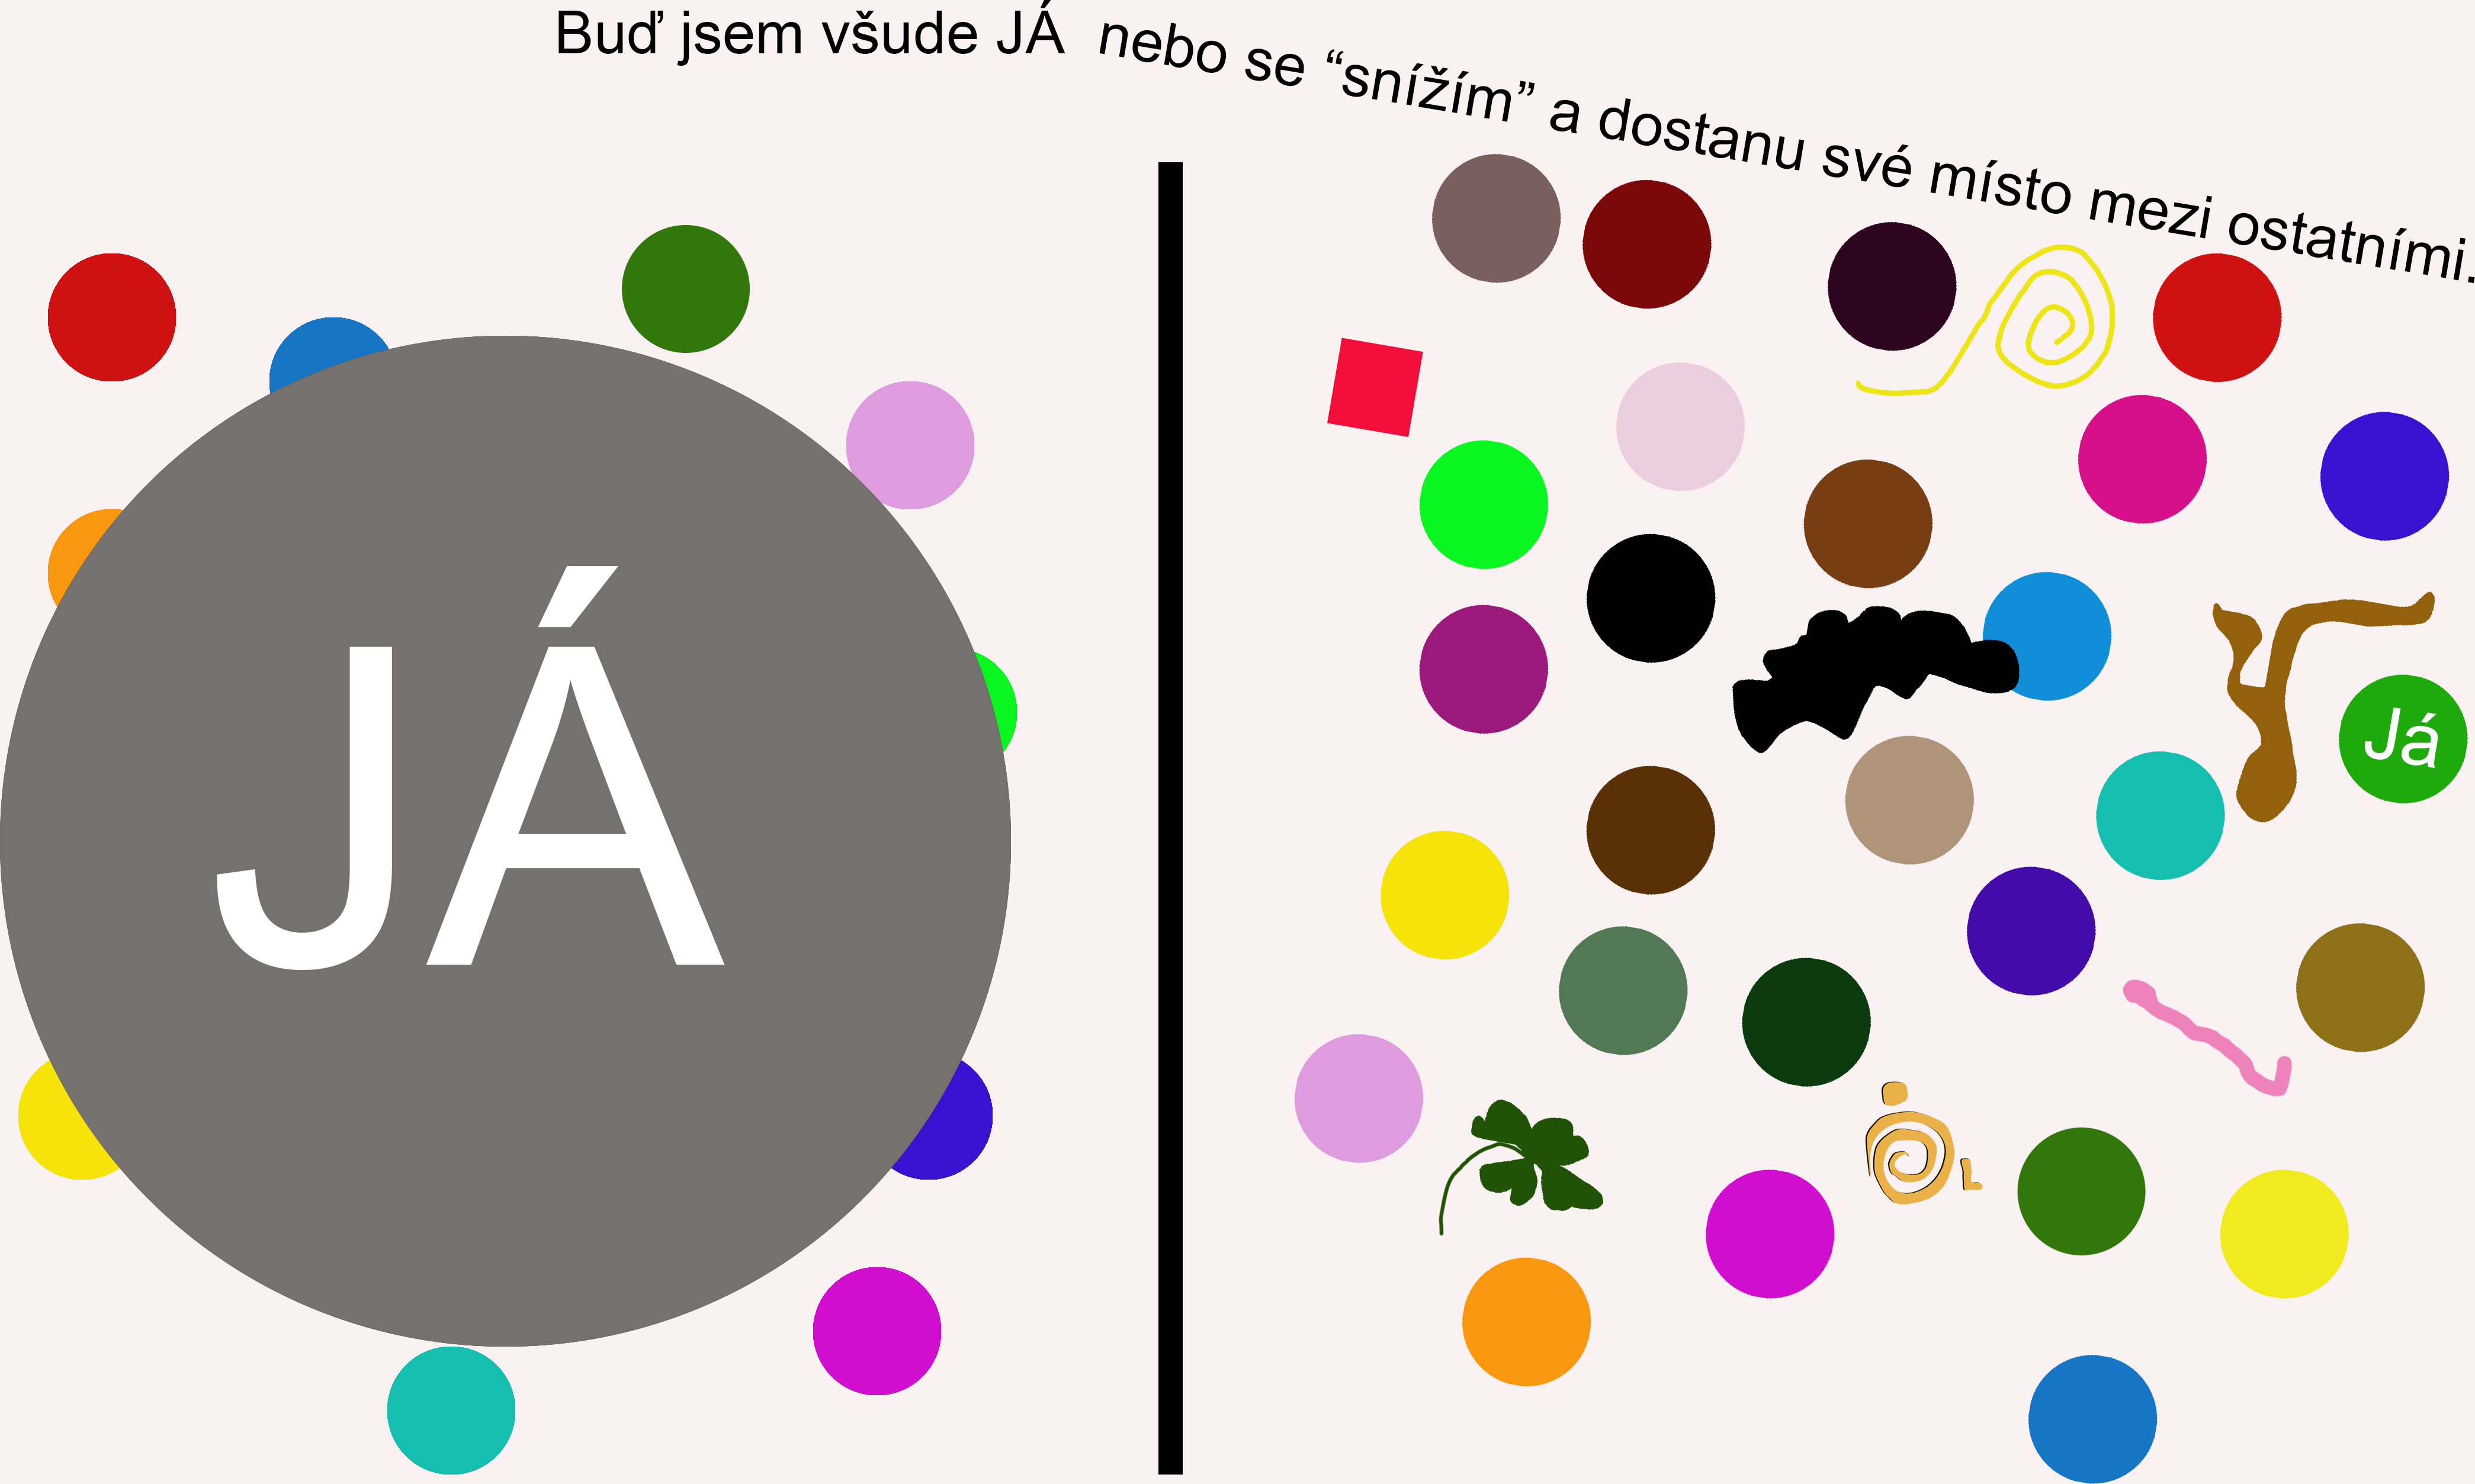 Buď jsem všude JÁ nebo se “snížím” a dostanu své místo mezi ostatními.
JÁ
Já